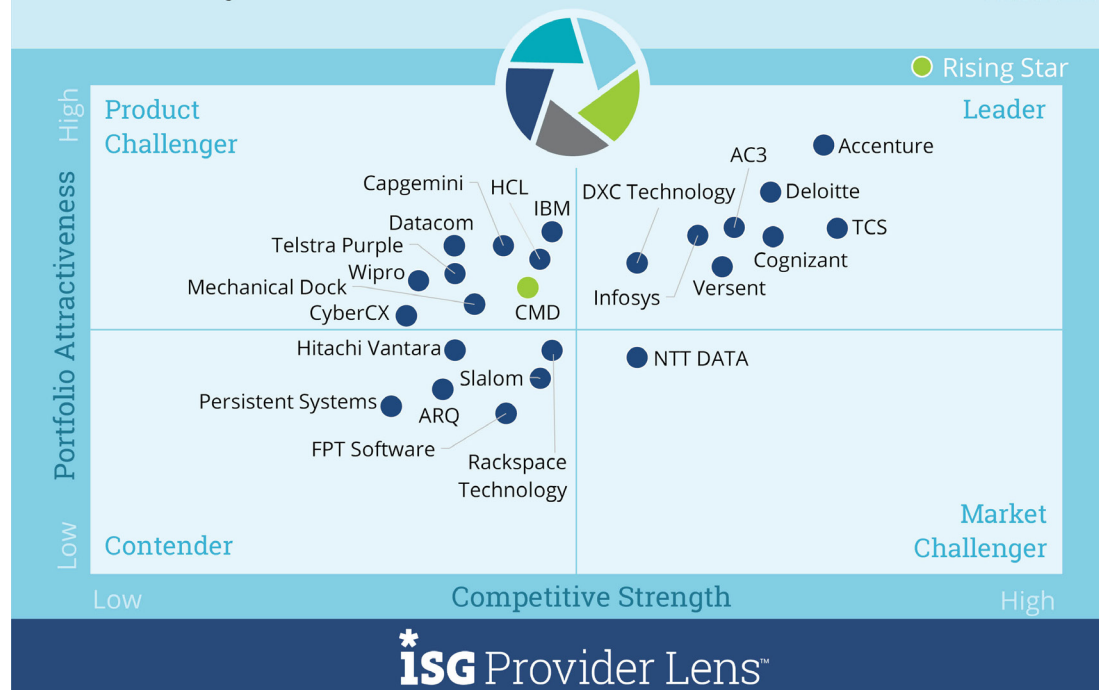 Rising Star
High
Product
Challenger
Leader
Accenture
AC3
Capgemini
HCL
DXC Technology
Deloitte
IBM
Datacom
TCS
Telstra Purple
Cognizant
Wipro
Mechanical Dock
Versent
Infosys
CyberCX
CMD
Portfolio Attractiveness
Hitachi Vantara
NTT DATA
Slalom
Persistent Systems
ARQ
FPT Software
Rackspace
Technology
Low
Contender
Market
Challenger
Low
Competitive Strength
High
*ISG Provider Lens™